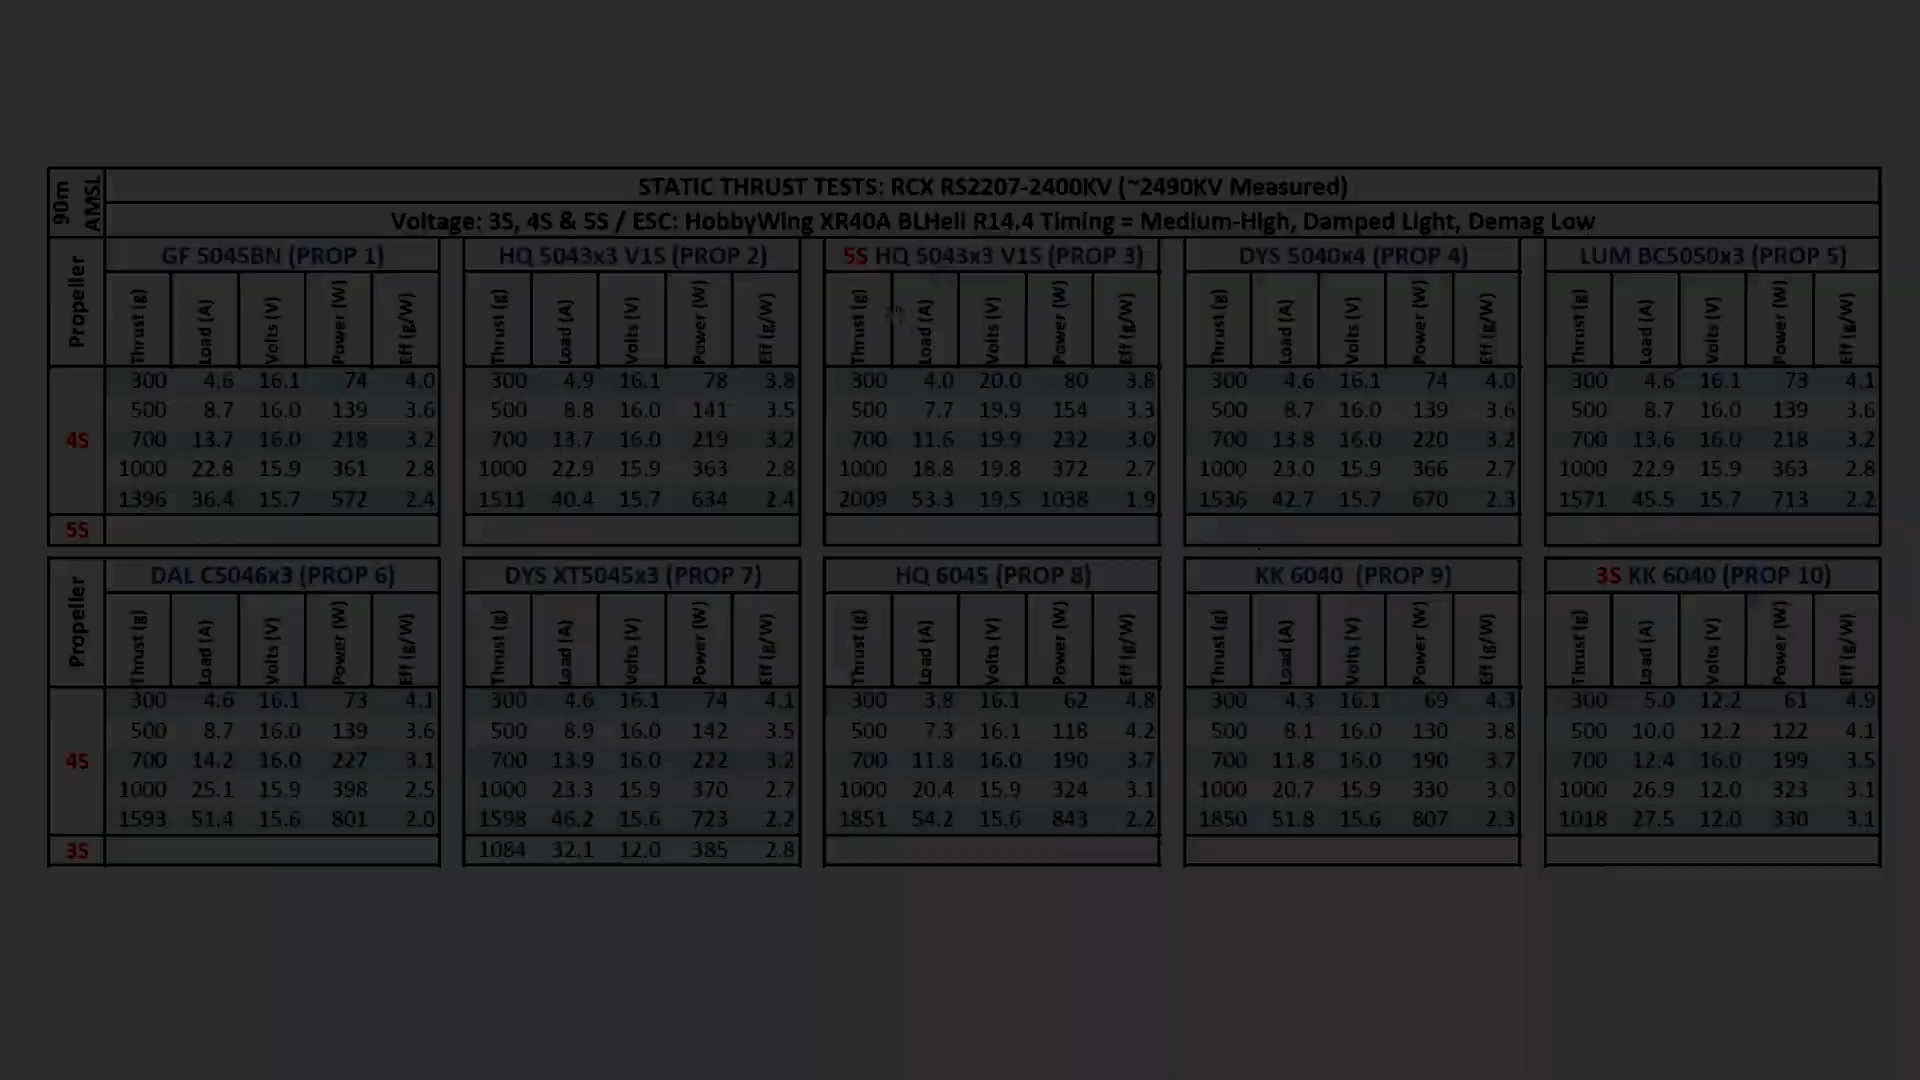 90m AMSL
STATIC THRUST TESTS: RCX RS2207-2400KV (~2490KV Measured)
Voltage: 3S, 4S & 5S / ESC: HobbyWing XR40A BLHeli R14.4 Timing = Medium-High, Damped Light, Demag Low
Propeller GF 5045BN (PROP 1) HQ 5043x3 V1S (PROP 2) 5S HQ 5043x3 V1S (PROP 3) DYS 5040x4 (PROP 4) LUM BC5050x3 (PROP 5)
Thrust (g) Load (A) Volts (V) Power (W) Eff (g/W) Thrust (g) Load (A) Volts (V) Power (W) Eff (g/W) Thrust (g) Load (A) Volts (V) Power (W) Eff (g/W) Thrust (g) Load (A) Volts (V) Power (W) Eff (g/W) Thrust (g) Load (A) Volts (V) Power (W) Eff (g/W)
300 4.6 16.1 74 4.0 300 4.9 16.1 78 3.8 300 4.0 20.0 80 3.8 300 4.6 16.1 74 4.0 300 4.6 16.1 73 4.1
500 8.7 16.0 139 3.6 500 8.8 16.0 141 3.5 500 7.7 19.9 154 3.3 500 8.7 16.0 139 3.6 500 8.7 16.0 139 3.6
4S 700 13.7 16.0 218 3.2 700 13.7 16.0 219 3.2 700 11.6 19.9 232 3.0 700 13.8 16.0 220 3.2 700 13.6 16.0 218 3.2
1000 22.8 15.9 361 2.8 1000 22.9 15.9 363 2.8 1000 18.8 19.8 372 2.7 1000 23.0 15.9 366 2.7 1000 22.9 15.9 363 2.8
1396 36.4 15.7 572 2.4 1511 40.4 15.7 634 2.4 2009 53.3 19.5 1038 1.9 1536 42.7 15.7 670 2.3 1571 45.5 15.7 713 2.2
5S
Propeller DAL C5046x3 (PROP 6) DYS XT5045x3 (PROP 7) HQ 6045 (PROP 8) KK 6040 (PROP 9) 3S KK 6040 (PROP 10)
Thrust (g) Load (A) Volts (V) Power (W) Eff (g/W) Thrust (g) Load (A) Volts (V) Power (W) Eff (g/W) Thrust (g) Load (A) Volts (V) Power (W) Eff (g/W) Thrust (g) Load (A) Volts (V) Power (W) Eff (g/W) Thrust (g) Load (A) Volts (V) Power (W) Eff (g/W)
300 4.6 16.1 73 4.1 300 4.6 16.1 74 4.1 300 3.8 16.1 62 4.8 300 4.3 16.1 69 4.3 300 5.0 12.2 61 4.9
500 8.7 16.0 139 3.6 500 8.9 16.0 142 3.5 500 7.3 16.1 118 4.2 500 8.1 16.0 130 3.8 500 10.0 12.2 122 4.1
4S 700 14.2 16.0 227 3.1 700 13.9 16.0 222 3.2 700 11.8 16.0 190 3.7 700 11.8 16.0 190 3.7 700 12.4 16.0 199 3.5
1000 25.1 15.9 398 2.5 1000 23.3 15.9 370 2.7 1000 20.4 15.9 324 3.1 1000 20.7 15.9 330 3.0 1000 26.9 12.0 323 3.1
1593 51.4 15.6 801 2.0 1598 46.2 15.6 723 2.2 1851 54.2 15.6 843 2.2 1850 51.8 15.6 807 2.3 1018 27.5 12.0 330 3.1
3S 1084 32.1 12.0 385 2.8